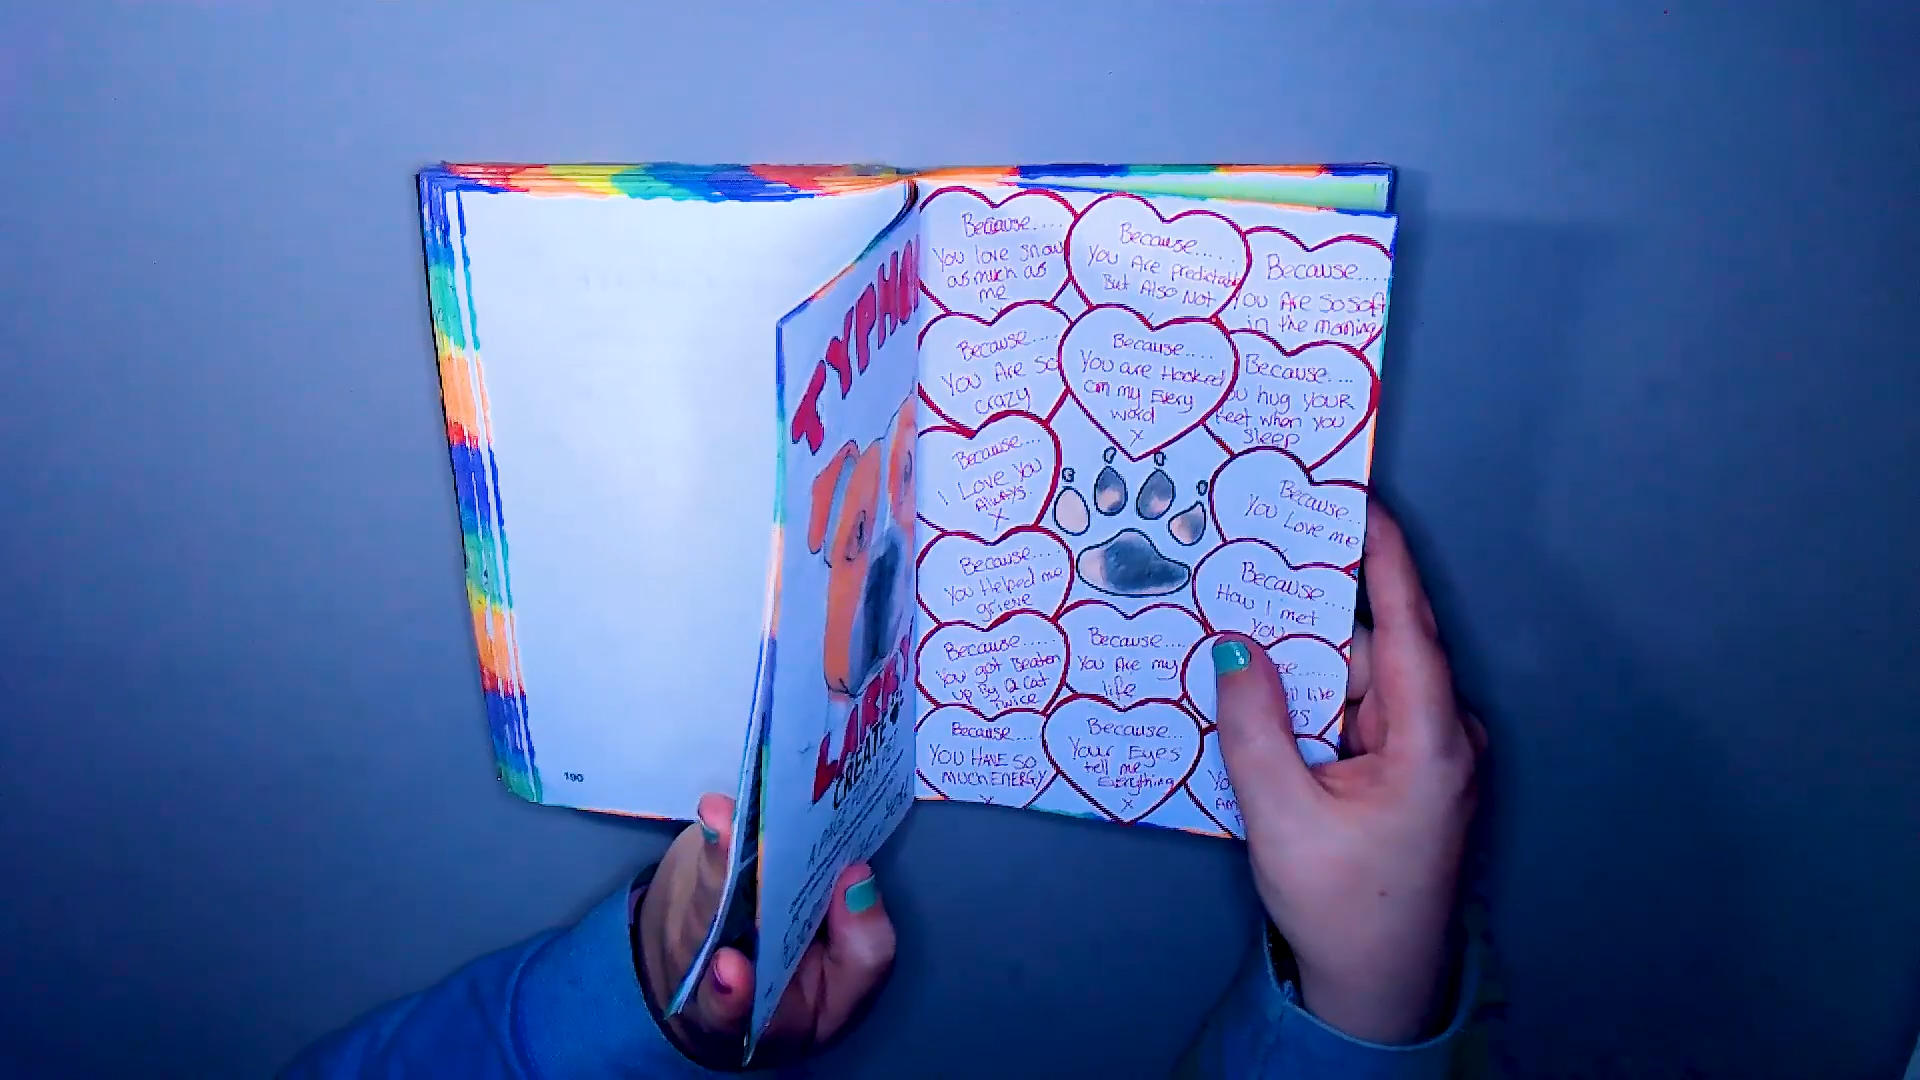 190
TYPHO
LARRY
CREATE
Because....
You love snow
as much as
me
Because......
You Are predictable
But Also Not
Because.....
You Are so soft
in the morning
Because....
You Are so
crazy
Because....
You are Hooked
on my Every
word
x
Because....
ou hug YOUR
feet when you
sleep
Because....
I Love You
Always.
x
Because...
You Love me
Because....
You Helped me
grieve
Because.....
How I met
YOU
Because......
You got Beaten
up By a Cat
Twice
Because....
You Are my
life
like
Because...
YOU HAVE SO
MUCH ENERGY
x
Because....
Your Eyes
tell me
Everything
x